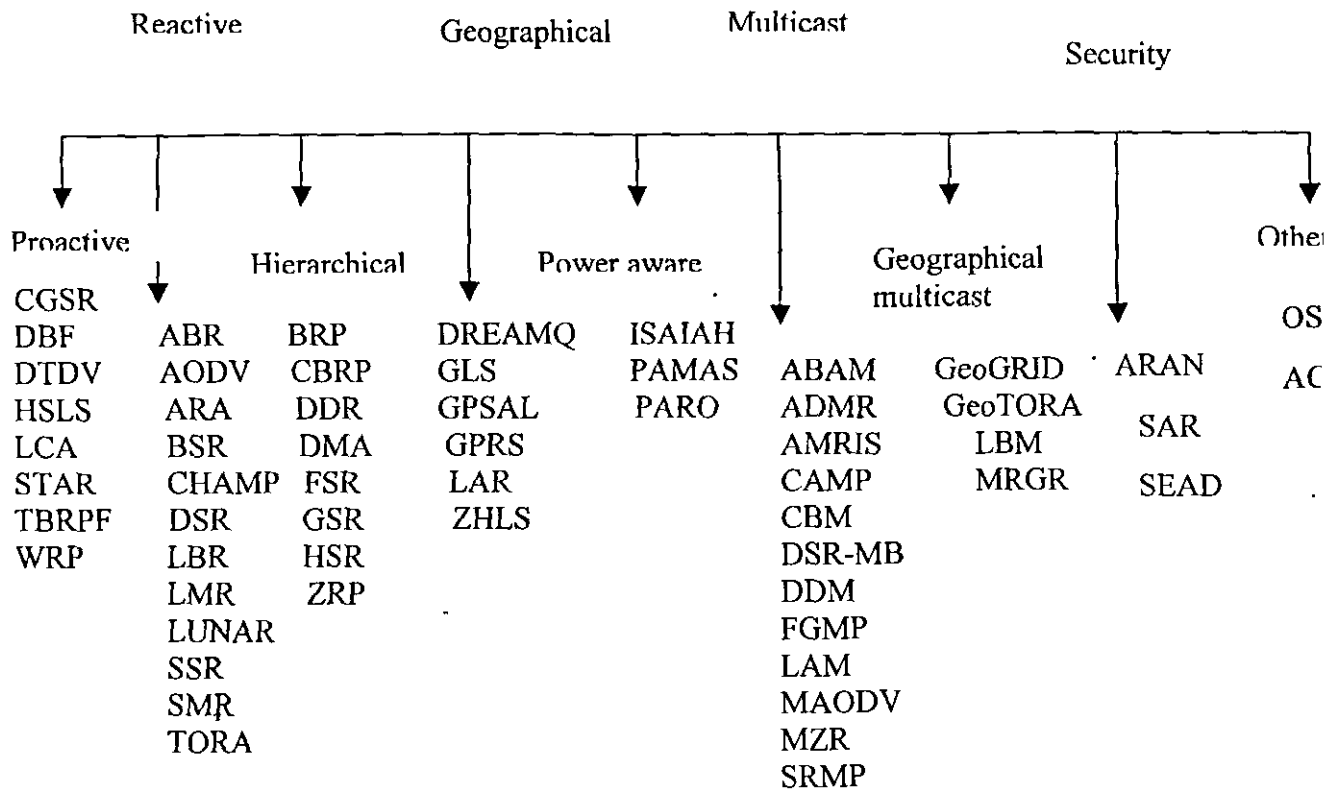 Reactive
Geographical
Multicast
Security
Proactive
CGSR
DBF
DTDV
HSLS
LCA
STAR
TBRPF
WRP
ABR
AODV
ARA
BSR
CHAMP
DSR
LBR
LMR
LUNAR
SSR
SMR
TORA
Hierarchical
BRP
CBRP
DDR
DMA
FSR
GSR
HSR
ZRP
DREAMQ
GLS
GPSAL
GPRS
LAR
ZHLS
Power aware
ISAIAH
PAMAS
PARO
ABAM
ADMR
AMRIS
CAMP
CBM
DSR-MB
DDM
FGMP
LAM
MAODV
MZR
SRMP
Geographical
multicast
GeoGRID
GeoTORA
LBM
MRGR
ARAN
SAR
SEAD
Other
OS